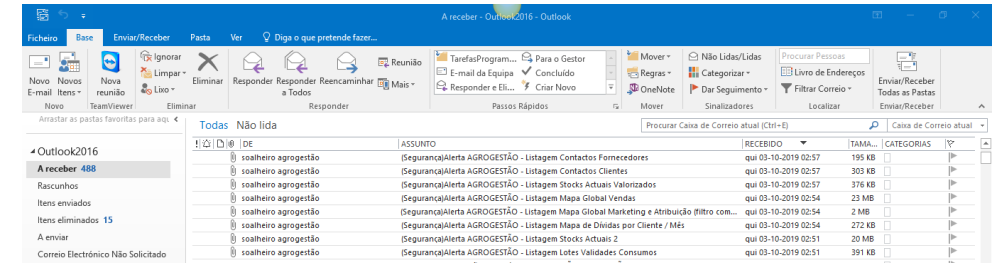 A receber - Outlook2016 - Outlook
Ficheiro Base Enviar/Receber Pasta Ver Diga o que pretende fazer...
Novo E-mail
Novos Itens
Novo
Nova reunião
TeamViewer
Ignorar
Limpar
Lixo
Eliminar
Eliminar
Responder
Responder a Todos
Reencaminhar
Reunião
Mais
Responder
TarefasProgram...
E-mail da Equipa
Responder e Eli...
Para o Gestor
Concluído
Criar Novo
Passos Rápidos
Mover
Regras
OneNote
Mover
Não Lidas/Lidas
Categorizar
Dar Seguimento
Sinalizadores
Procurar Pessoas
Livro de Endereços
Filtrar Correio
Localizar
Enviar/Receber Todas as Pastas
Enviar/Receber
Arrastar as pastas favoritas para aqu
Outlook2016
A receber 488
Rascunhos
Itens enviados
Itens eliminados 15
A enviar
Correio Electrónico Não Solicitado
Todas Não lida
Procurar Caixa de Correio atual (Ctrl+E)
Caixa de Correio atual
DE ASSUNTO RECEBIDO TAMA... CATEGORIAS
soalheiro agrogestão (Segurança)Alerta AGROGESTÃO - Listagem Contactos Fornecedores qui 03-10-2019 02:57 195 KB
soalheiro agrogestão (Segurança)Alerta AGROGESTÃO - Listagem Contactos Clientes qui 03-10-2019 02:57 303 KB
soalheiro agrogestão (Segurança)Alerta AGROGESTÃO - Listagem Stocks Actuais Valorizados qui 03-10-2019 02:57 376 KB
soalheiro agrogestão (Segurança)Alerta AGROGESTÃO - Listagem Mapa Global Vendas qui 03-10-2019 02:54 23 MB
soalheiro agrogestão (Segurança)Alerta AGROGESTÃO - Listagem Mapa Global Marketing e Atribuição (filtro com... qui 03-10-2019 02:54 2 MB
soalheiro agrogestão (Segurança)Alerta AGROGESTÃO - Listagem Mapa de Dívidas por Cliente / Mês qui 03-10-2019 02:54 272 KB
soalheiro agrogestão (Segurança)Alerta AGROGESTÃO - Listagem Stocks Actuais 2 qui 03-10-2019 02:51 20 MB
soalheiro agrogestão (Segurança)Alerta AGROGESTÃO - Listagem Lotes Validades Consumos qui 03-10-2019 02:51 391 KB